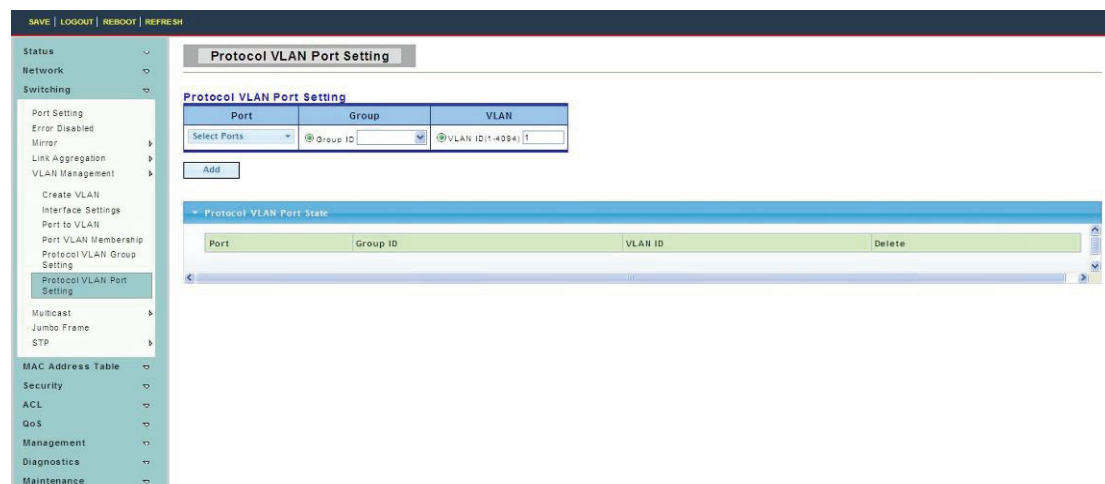 SAVE | LOGOUT | REBOOT | REFRESH
Status
Network
Switching
Port Setting
Error Disabled
Mirror
Link Aggregation
VLAN Management
Create VLAN
Interface Settings
Port to VLAN
Port VLAN Membership
Protocol VLAN Group
Setting
Protocol VLAN Port
Setting
Multicast
Jumbo Frame
STP
MAC Address Table
Security
ACL
QoS
Management
Diagnostics
Maintenance
Protocol VLAN Port Setting
Protocol VLAN Port Setting
Port Group VLAN
Select Ports Group ID VLAN ID(1-4094) 1
Add
Protocol VLAN Port State
Port Group ID VLAN ID Delete